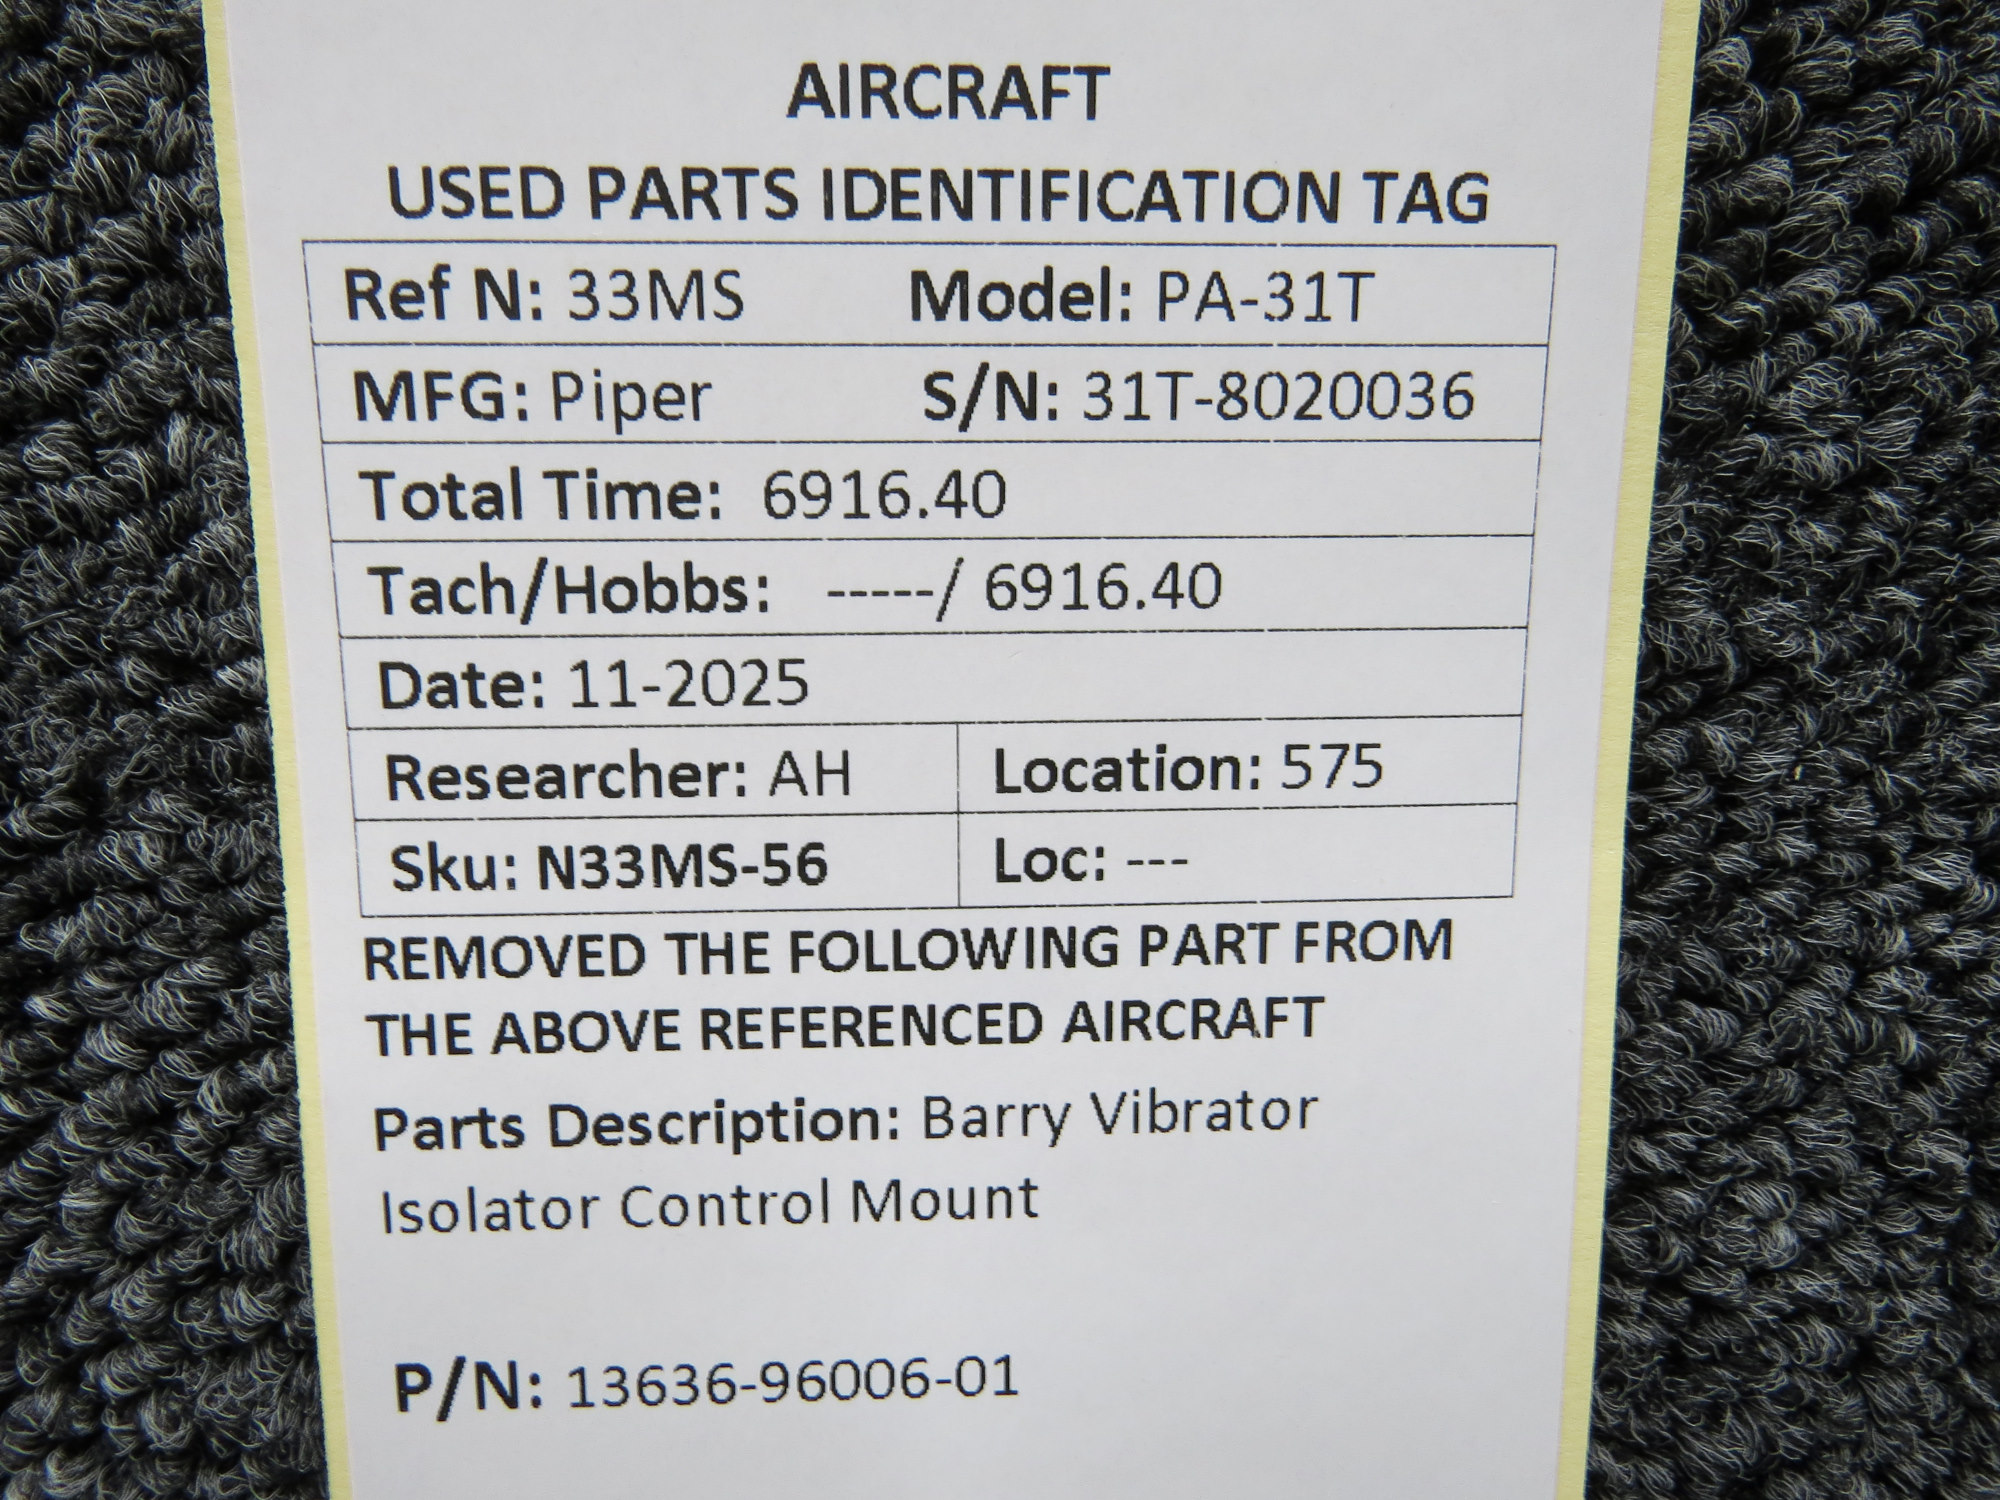 AIRCRAFT
USED PARTS IDENTIFICATION TAG
Ref N: 33MS Model: PA-31T
MFG: Piper S/N: 31T-8020036
Total Time: 6916.40
Tach/Hobbs: -----/ 6916.40
Date: 11-2025
Researcher: AH Location: 575
Sku: N33MS-56 Loc: ---
REMOVED THE FOLLOWING PART FROM
THE ABOVE REFERENCED AIRCRAFT
Parts Description: Barry Vibrator
Isolator Control Mount
P/N: 13636-96006-01